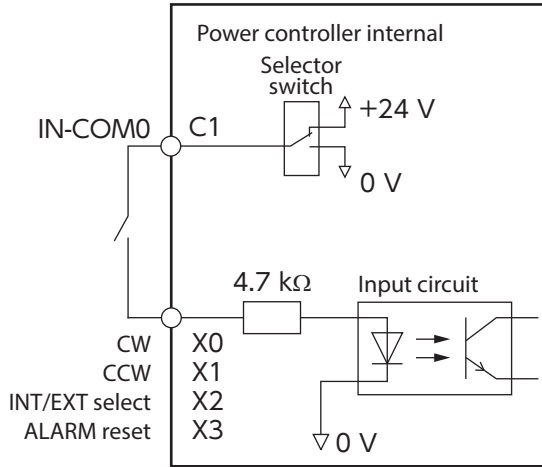 Power controller internal
Selector
switch
+24 V
IN-COM0 C1
0 V
4.7 kΩ
Input circuit
CW X0
CCW X1
INT/EXT select X2
ALARM reset X3
0 V